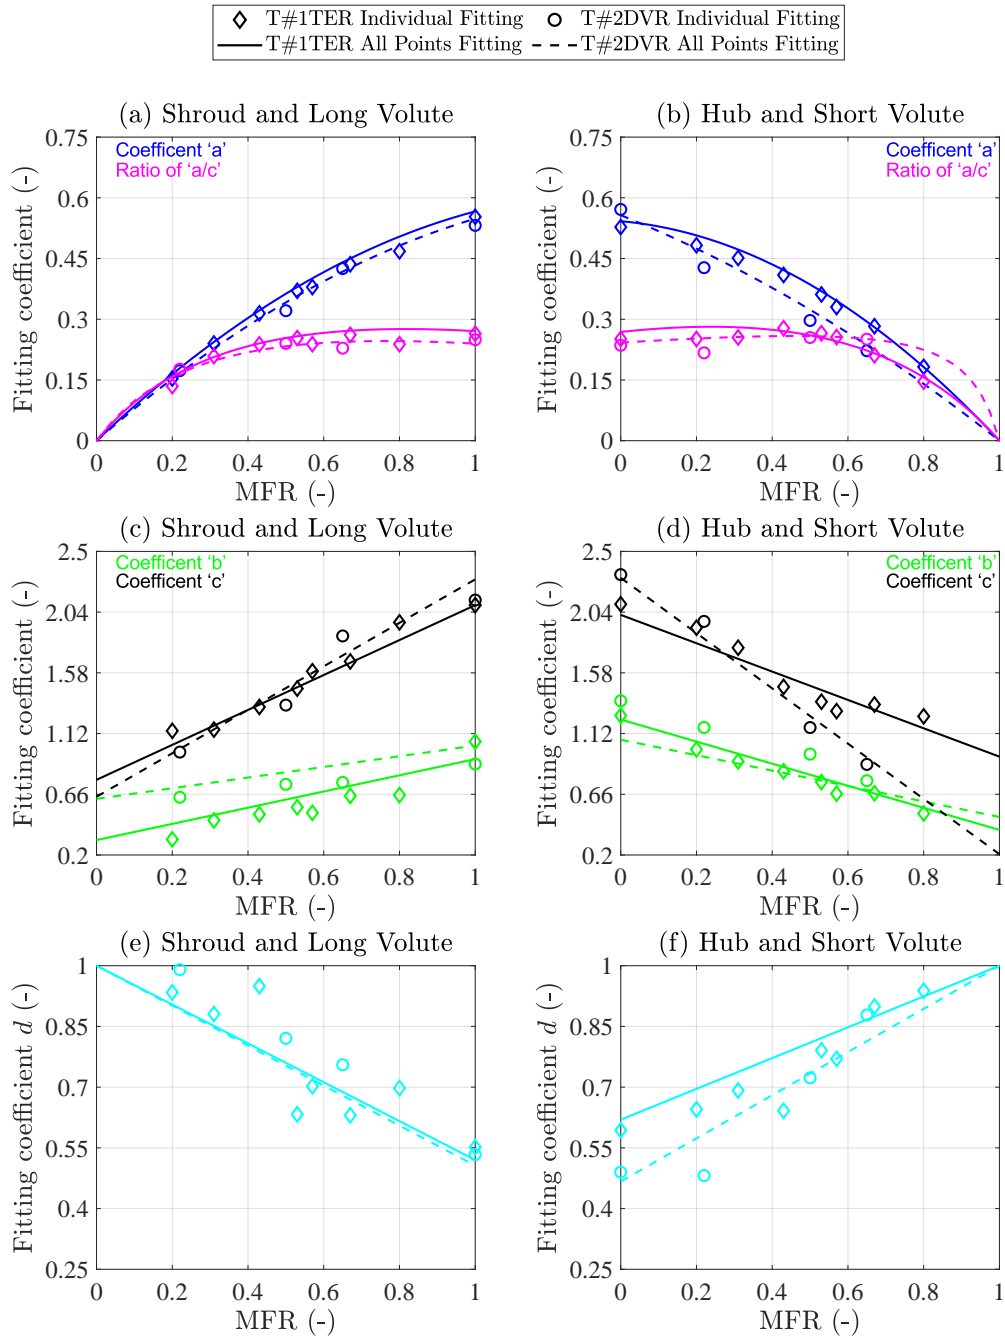 T#1TER Individual Fitting T#2DVR Individual Fitting
T#1TER All Points Fitting T#2DVR All Points Fitting
(a) Shroud and Long Volute
Coefficent ‘a’
Ratio of ‘a/c’
Fitting coefficient (-)
0.75
0.6
0.45
0.3
0.15
0
0 0.2 0.4 0.6 0.8 1
MFR (-)
(b) Hub and Short Volute
Coefficent ‘a’
Ratio of ‘a/c’
Fitting coefficient (-)
0.75
0.6
0.45
0.3
0.15
0
0 0.2 0.4 0.6 0.8 1
MFR (-)
(c) Shroud and Long Volute
Coefficent ‘b’
Coefficent ‘c’
Fitting coefficient (-)
2.5
2.04
1.58
1.12
0.66
0.2
0 0.2 0.4 0.6 0.8 1
MFR (-)
(d) Hub and Short Volute
Coefficent ‘b’
Coefficent ‘c’
Fitting coefficient (-)
2.5
2.04
1.58
1.12
0.66
0.2
0 0.2 0.4 0.6 0.8 1
MFR (-)
(e) Shroud and Long Volute
Fitting coefficient d (-)
1
0.85
0.7
0.55
0.4
0.25
0 0.2 0.4 0.6 0.8 1
MFR (-)
(f) Hub and Short Volute
Fitting coefficient d (-)
1
0.85
0.7
0.55
0.4
0.25
0 0.2 0.4 0.6 0.8 1
MFR (-)